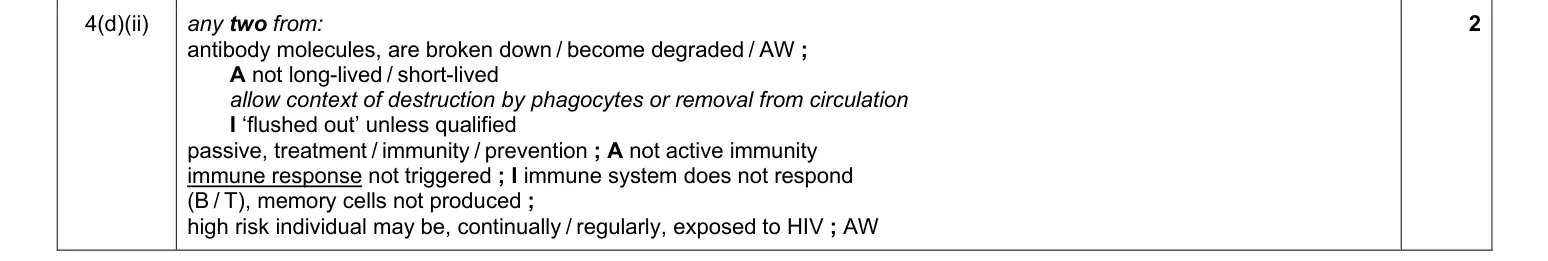 4(d)(ii) any two from: 2
antibody molecules, are broken down / become degraded / AW ;
A not long-lived / short-lived
allow context of destruction by phagocytes or removal from circulation
I ‘flushed out’ unless qualified
passive, treatment / immunity / prevention ; A not active immunity
immune response not triggered ; I immune system does not respond
(B / T), memory cells not produced ;
high risk individual may be, continually / regularly, exposed to HIV ; AW